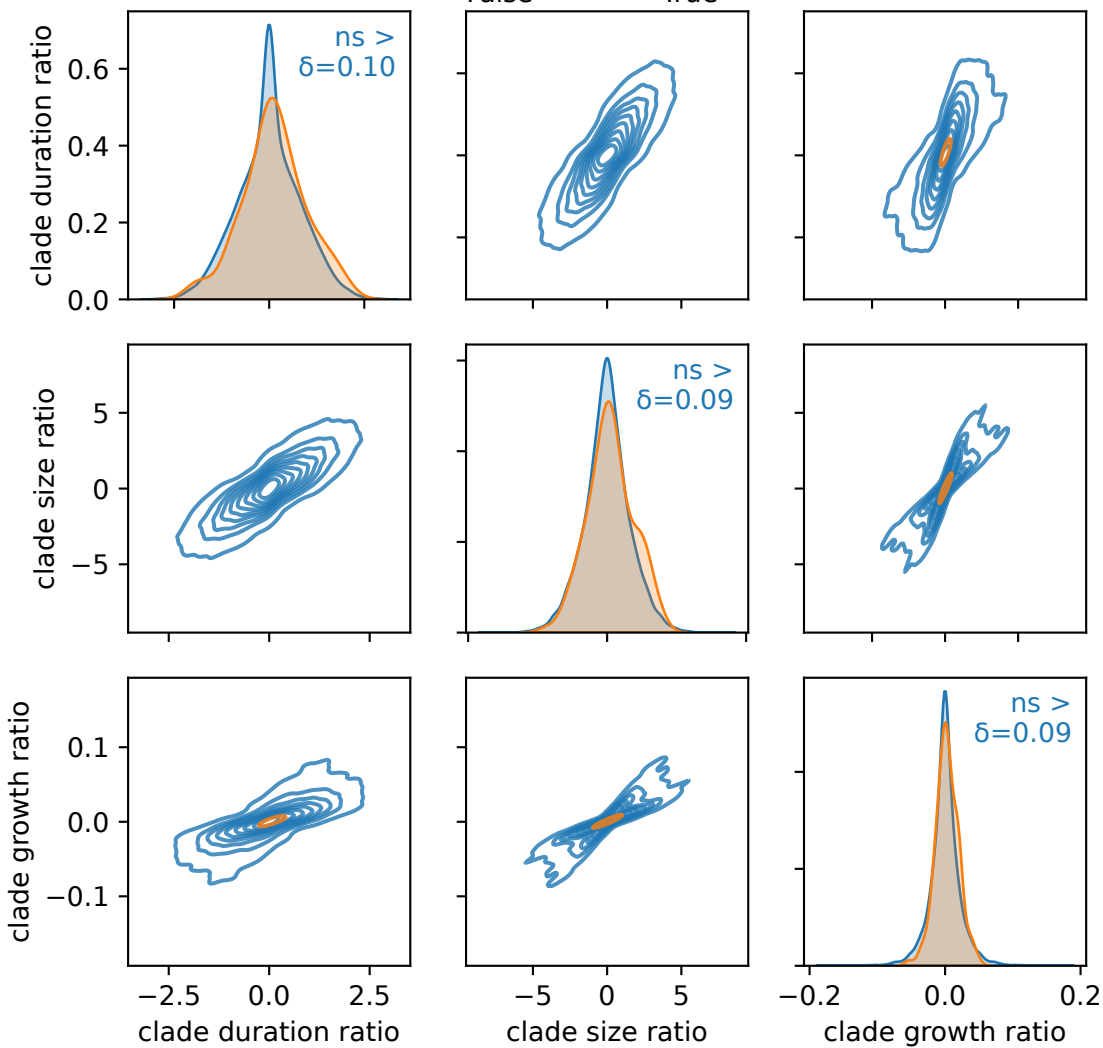 clade duration ratio
0.6
0.4
0.2
0.0
ns >
δ=0.10
clade size ratio
5
0
−5
ns >
δ=0.09
clade growth ratio
0.1
0.0
−0.1
ns >
δ=0.09
−2.5 0.0 2.5
−5 0 5
−0.2 0.0 0.2
clade duration ratio
clade size ratio
clade growth ratio